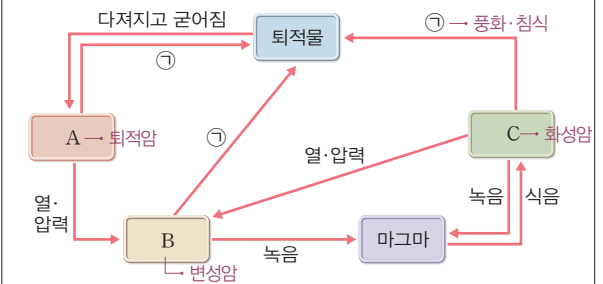 다져지고 굳어짐
퇴적물
㉠ 풍화·침식
㉠
A 퇴적암
㉠
C 화성암
열·압력
열·
압력
녹음
식음
B
마그마
녹음
변성암